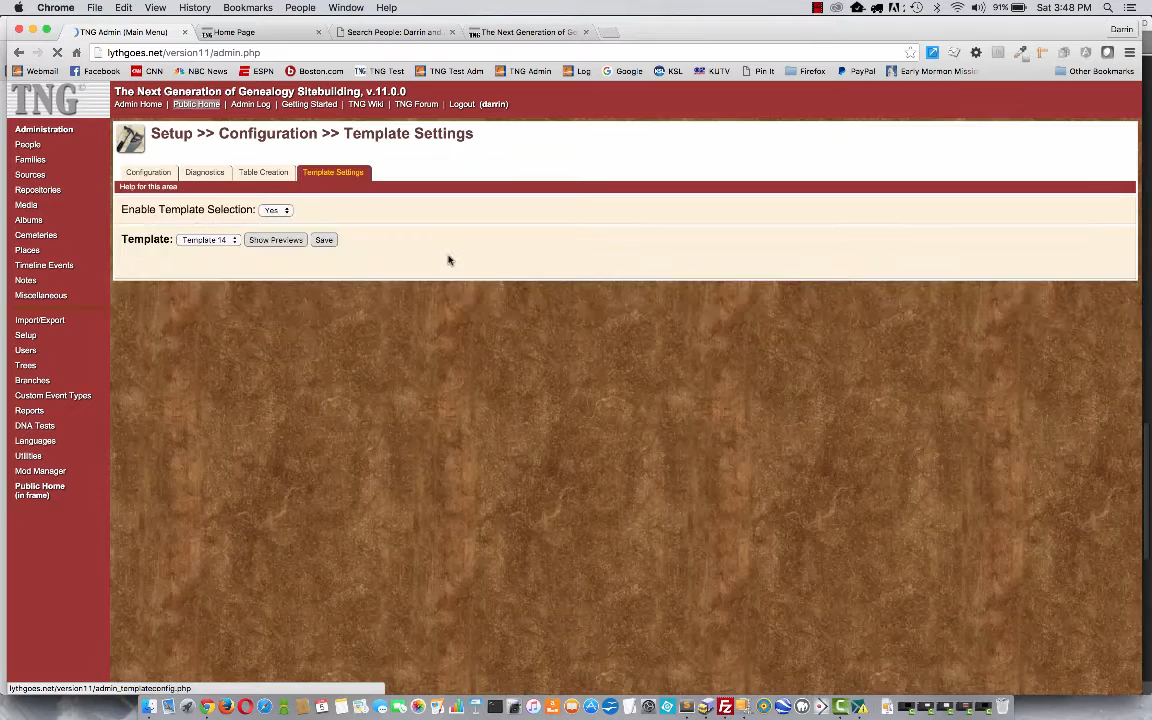 Chrome File Edit View History Bookmarks People Window Help
91% Sat 3:48 PM
TNG Admin (Main Menu) Home Page Search People: Darrin and The Next Generation of Ge Darrin
lythgoes.net/version11/admin.php
Webmail Facebook CNN NBC News ESPN Boston.com TNG Test TNG Test Adm TNG Admin Log Google KSL KUTV Pin It Firefox PayPal Early Mormon Missi Other Bookmarks
TNG
The Next Generation of Genealogy Sitebuilding, v.11.0.0
Admin Home | Public Home | Admin Log | Getting Started | TNG Wiki | TNG Forum | Logout (darrin)
Administration
People
Families
Sources
Repositories
Media
Albums
Cemeteries
Places
Timeline Events
Notes
Miscellaneous
Import/Export
Setup
Users
Trees
Branches
Custom Event Types
Reports
DNA Tests
Languages
Utilities
Mod Manager
Public Home
(in frame)
Setup >> Configuration >> Template Settings
Configuration Diagnostics Table Creation Template Settings
Help for this area
Enable Template Selection: Yes
Template: Template 14 Show Previews Save
lythgoes.net/version11/admin_templateconfig.php